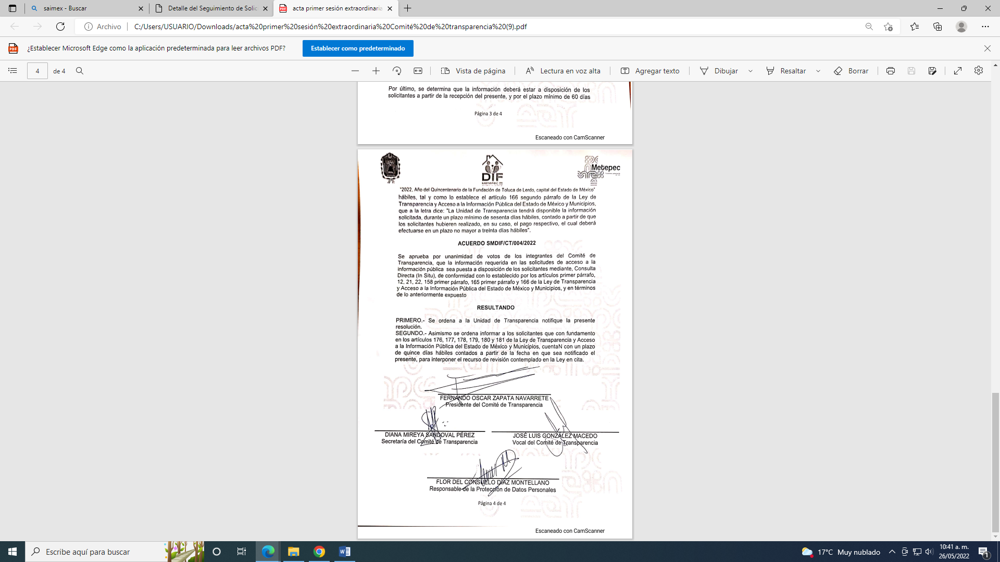 saimex - Buscar
Detalle del Seguimiento de Solic
acta primer sesión extraordinaria
Archivo
C:/Users/USUARIO/Downloads/acta%20primer%20sesión%20extraordinaria%20Comité%20de%20transparencia%20(9).pdf
¿Establecer Microsoft Edge como la aplicación predeterminada para leer archivos PDF?
Establecer como predeterminado
4
de 4
Vista de página
Lectura en voz alta
Agregar texto
Dibujar
Resaltar
Borrar
Por último, se determina que la información deberá estar a disposición de los
solicitantes a partir de la recepción del presente, y por el plazo mínimo de 60 días
Página 3 de 4
Escaneado con CamScanner
DIF
Metepec
Metepec
"2022, Año del Quincentenario de la Fundación de Toluca de Lerdo, capital del Estado de México"
hábiles, tal y como lo establece el artículo 166 segundo párrafo de la Ley de
Transparencia y Acceso a la Información Pública del Estado de México y Municipios,
que a la letra dice: "La Unidad de Transparencia tendrá disponible la información
solicitada, durante un plazo mínimo de sesenta días hábiles, contado a partir de que
los solicitantes hubieren realizado, en su caso, el pago respectivo, el cual deberá
efectuarse en un plazo no mayor a treinta días hábiles".
ACUERDO SMDIF/CT/004/2022
Se aprueba por unanimidad de votos de los integrantes del Comité de
Transparencia, que la información requerida en las solicitudes de acceso a la
información pública sea puesta a disposición de los solicitantes mediante, Consulta
Directa (In Situ), de conformidad con lo establecido por los artículos primer párrafo,
12, 21, 22, 158 primer párrafo, 165 primer párrafo y 166 de la Ley de Transparencia
y Acceso a la Información Pública del Estado de México y Municipios, y en términos
de lo anteriormente expuesto
RESULTANDO
PRIMERO.- Se ordena a la Unidad de Transparencia notifique la presente
resolución.
SEGUNDO.- Asimismo se ordena informar a los solicitantes que con fundamento
en los artículos 176, 177, 178, 179, 180 y 181 de la Ley de Transparencia y Acceso
a la Información Pública del Estado de México y Municipios, cuentaN con un plazo
de quince días hábiles contados a partir de la fecha en que sea notificado el
presente, para interponer el recurso de revisión contemplado en la Ley en cita.
FERNANDO OSCAR ZAPATA NAVARRETE
Presidente del Comité de Transparencia
DIANA MIREYA SANDOVAL PÉREZ
Secretaría del Comité de Transparencia
JOSÉ LUIS GONZÁLEZ MACEDO
Vocal del Comité de Transparencia
FLOR DEL CONSUELO DÍAZ MONTELLANO
Responsable de la Protección de Datos Personales
Página 4 de 4
Escaneado con CamScanner
Escribe aquí para buscar
17°C Muy nublado
10:41 a. m.
26/05/2022
1